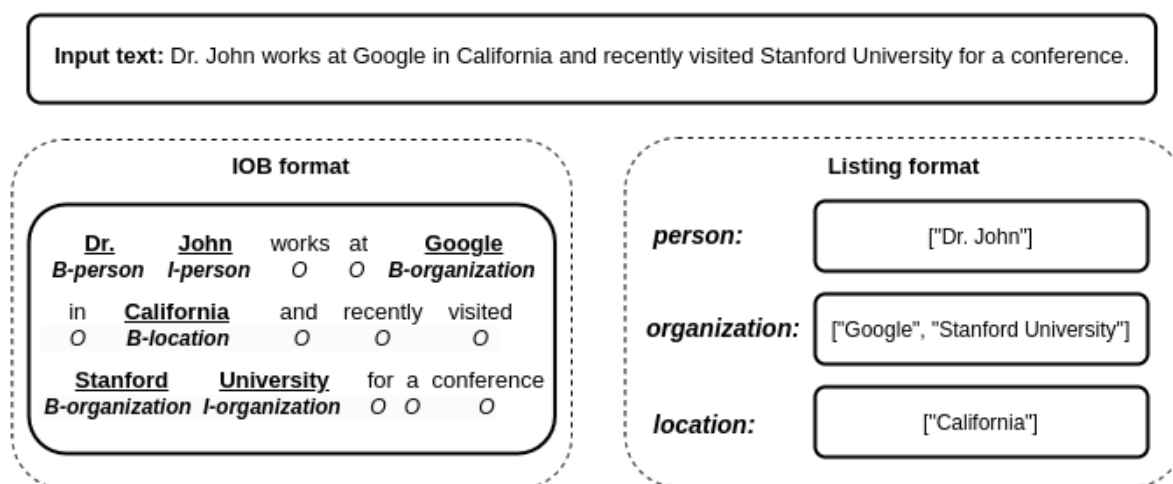 Input text: Dr. John works at Google in California and recently visited Stanford University for a conference.
IOB format
Dr. John works at Google
B-person I-person O O B-organization
in California and recently visited
O B-location O O O
Stanford University for a conference
B-organization I-organization O O O
Listing format
person: ["Dr. John"]
organization: ["Google", "Stanford University"]
location: ["California"]